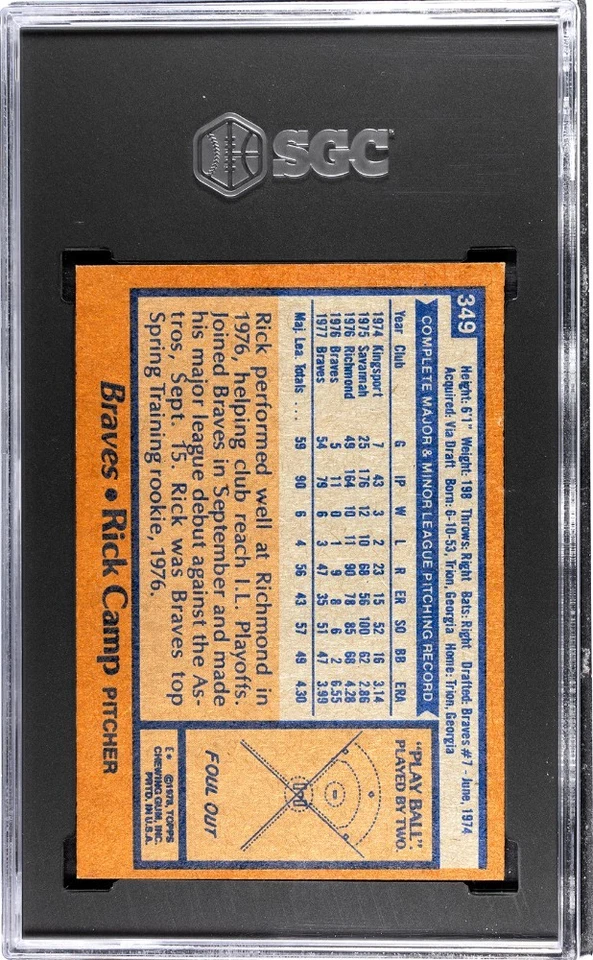 SGC
349
Height: 6'1" Weight: 198 Throws: Right Bats: Right Drafted: Braves #7 - June, 1974
Acquired: Via Draft Born: 6-10-53, Trion, Georgia Home: Trion, Georgia
COMPLETE MAJOR & MINOR LEAGUE PITCHING RECORD
Year Club G IP W L R ER SO BB ERA
1974 Kingsport 7 43 3 2 23 15 52 16 3.14
1975 Savannah 25 176 12 10 68 56 100 62 2.86
1976 Richmond 49 164 10 11 90 78 85 68 4.28
1976 Braves 5 11 0 1 9 8 6 2 6.55
1977 Braves 54 79 6 3 47 35 51 47 3.99
Maj. Lea. Totals .... 59 90 6 4 56 43 57 49 4.30
Rick performed well at Richmond in
1976, helping club reach I.L. Playoffs.
Joined Braves in September and made
his major league debut against the As-
tros, Sept. 15. Rick was Braves top
Spring Training rookie, 1976.
"PLAY BALL"
PLAYED BY TWO.
FOUL OUT
E* ©1978, TOPPS
CHEWING GUM, INC.
PRTD. IN U.S.A.
Braves • Rick Camp PITCHER